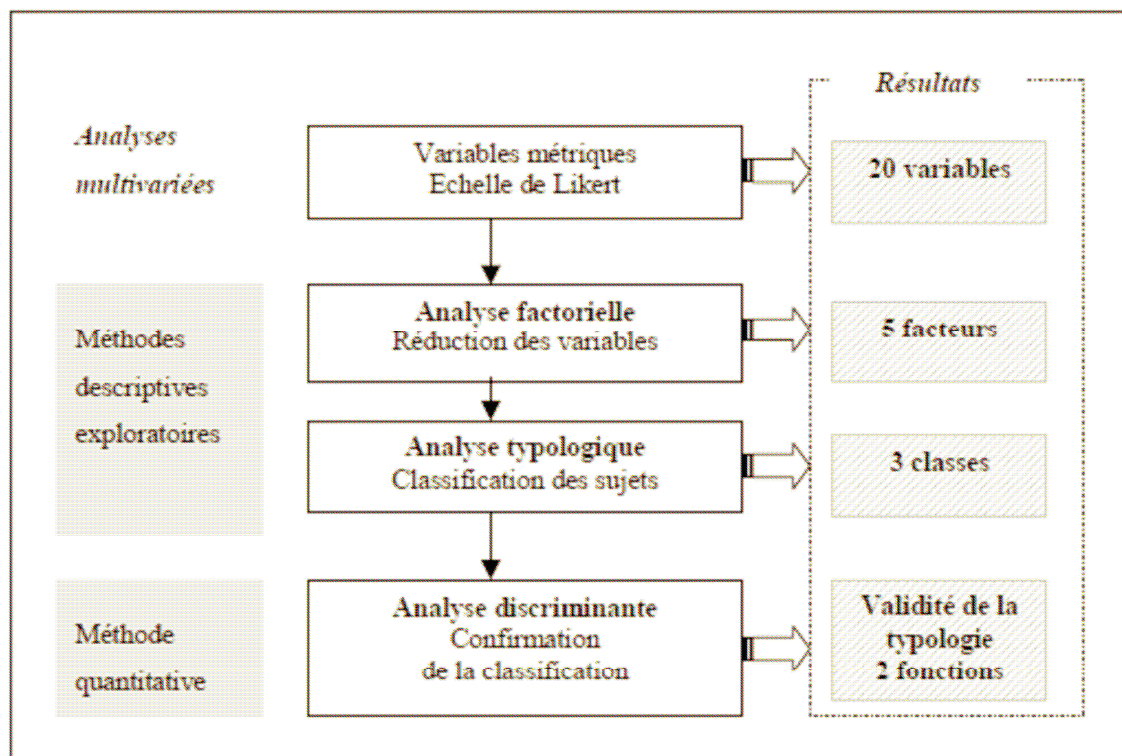 Résultats
Analyses
multivariées
Variables métriques
Echelle de Likert
20 variables
Méthodes
descriptives
exploratoires
Analyse factorielle
Réduction des variables
5 facteurs
Analyse typologique
Classification des sujets
3 classes
Méthode
quantitative
Analyse discriminante
Confirmation
de la classification
Validité de la
typologie
2 fonctions